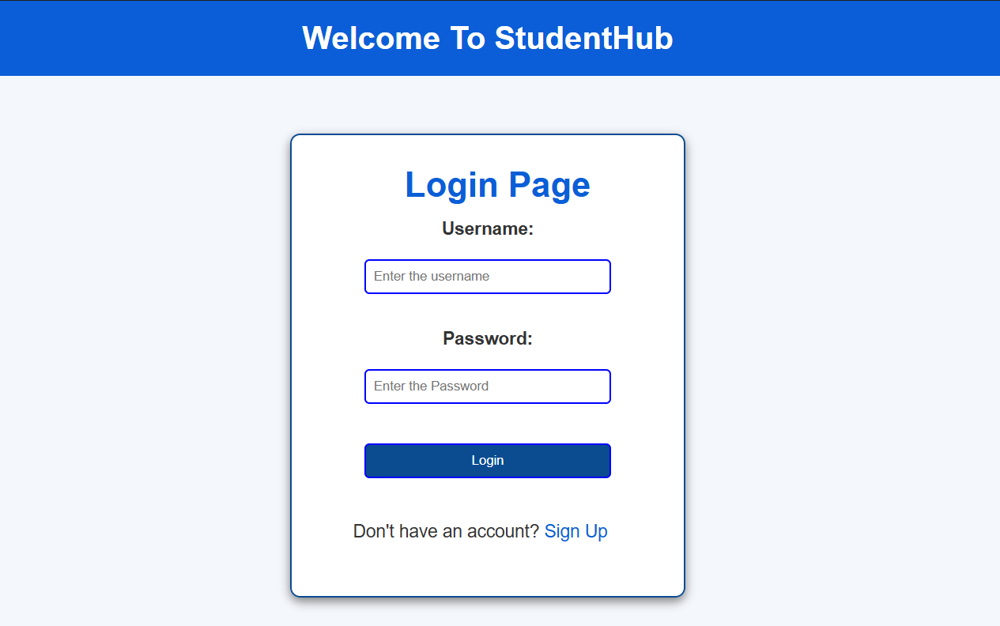 Welcome To StudentHub
Login Page
Username:
Enter the username
Password:
Enter the Password
Login
Don't have an account? Sign Up